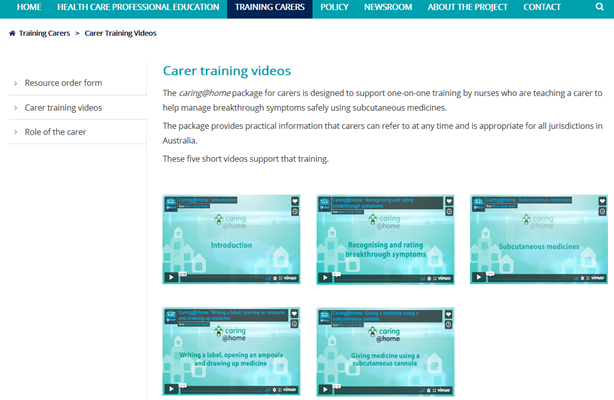 HOME HEALTH CARE PROFESSIONAL EDUCATION TRAINING CARERS POLICY NEWSROOM ABOUT THE PROJECT CONTACT
Training Carers > Carer Training Videos
> Resource order form
> Carer training videos
> Role of the carer
Carer training videos
The caring@home package for carers is designed to support one-on-one training by nurses who are teaching a carer to
help manage breakthrough symptoms safely using subcutaneous medicines.
The package provides practical information that carers can refer to at any time and is appropriate for all jurisdictions in
Australia.
These five short videos support that training.
Caring@Home Introduction
caring
@home
Introduction
vimeo
Caring@Home Recognising and rating
breakthrough symptoms
caring
@home
Recognising and rating
breakthrough symptoms
vimeo
Caring@Home Subcutaneous medicines
caring
@home
Subcutaneous medicines
vimeo
Caring@Home Writing a label, opening an ampoule
and drawing up medicine
caring
@home
Writing a label, opening an ampoule
and drawing up medicine
vimeo
Caring@Home Giving a medicine using a
subcutaneous cannula
caring
@home
Giving medicine using a
subcutaneous cannula
vimeo